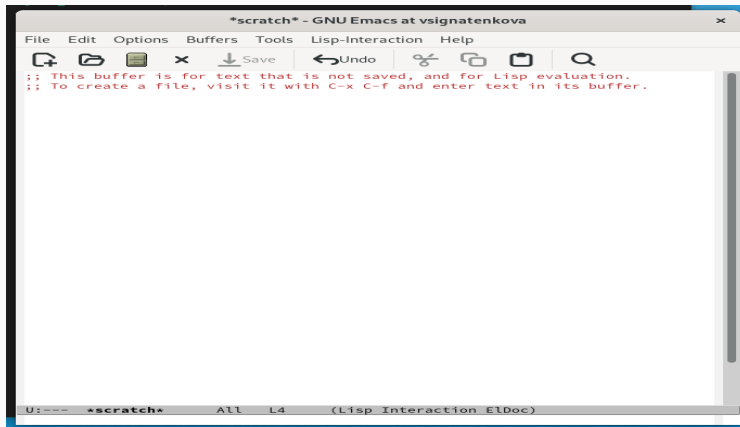 *scratch* - GNU Emacs at vsignatenkova
File Edit Options Buffers Tools Lisp-Interaction Help
Save Undo
;; This buffer is for text that is not saved, and for Lisp evaluation.
;; To create a file, visit it with C-x C-f and enter text in its buffer.
U:--- *scratch* All L4 (Lisp Interaction ElDoc)